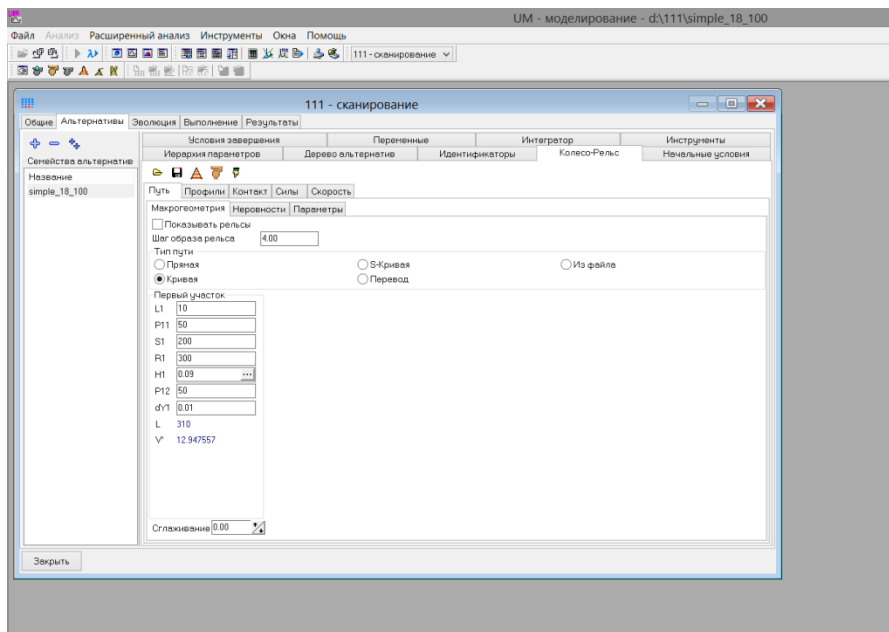 UM - моделирование - d:\111\simple_18_100
Файл Анализ Расширенный анализ Инструменты Окна Помощь
111 - сканирование
111 - сканирование
Общие Альтернативы Эволюция Выполнение Результаты
Условия завершения Переменные Интегратор Инструменты
Семейства альтернатив Иерархия параметров Дерево альтернатив Идентификаторы Колесо-Рельс Начальные условия
Название
simple_18_100
Путь Профили Контакт Силы Скорость
Макрогеометрия Неровности Параметры
Показывать рельсы
Шаг образа рельса 4.00
Тип пути
Прямая S-Кривая Из файла
Кривая Перевод
Первый участок
L1 10
P11 50
S1 200
R1 300
H1 0.09 ...
P12 50
dY1 0.01
L 310
V* 12.947557
Сглаживание 0.00
Закрыть